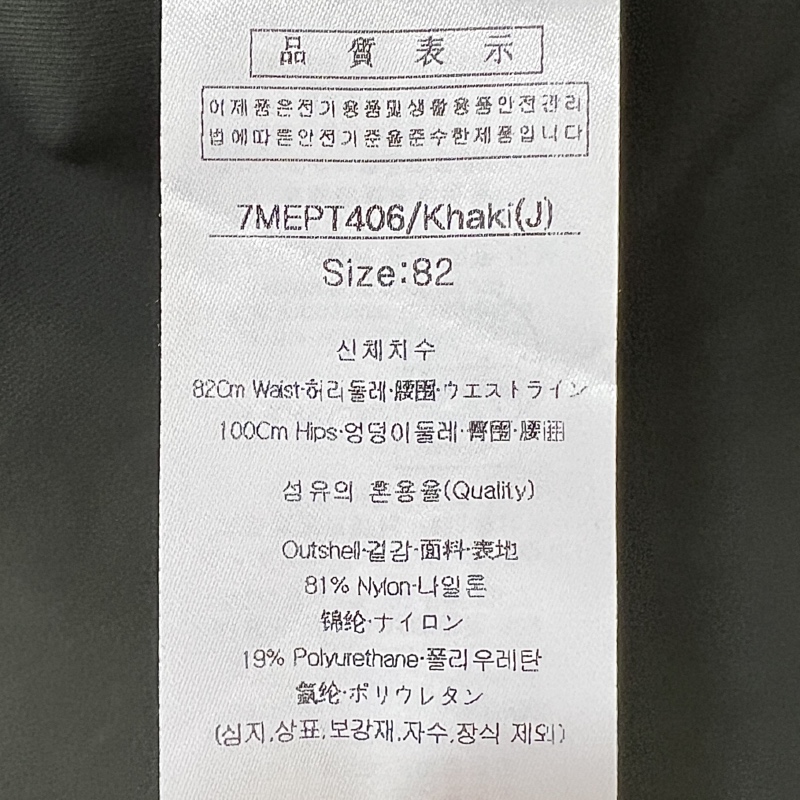 品質表示
이제품은전기용품및생활용품안전관리
법에따른안전기준을준수한제품입니다
7MEPT406/Khaki(J)
Size:82
신체치수
82Cm Waist·허리둘레·腰圍·ウエストライン
100Cm Hips·엉덩이둘레·臀圍·腰囲
섬유의 혼용율(Quality)
Outshell·겉감·面料·表地
81% Nylon·나일론
锦纶·ナイロン
19% Polyurethane·폴리우레탄
氨纶·ポリウレタン
(심지,상표,보강재,자수,장식 제외)